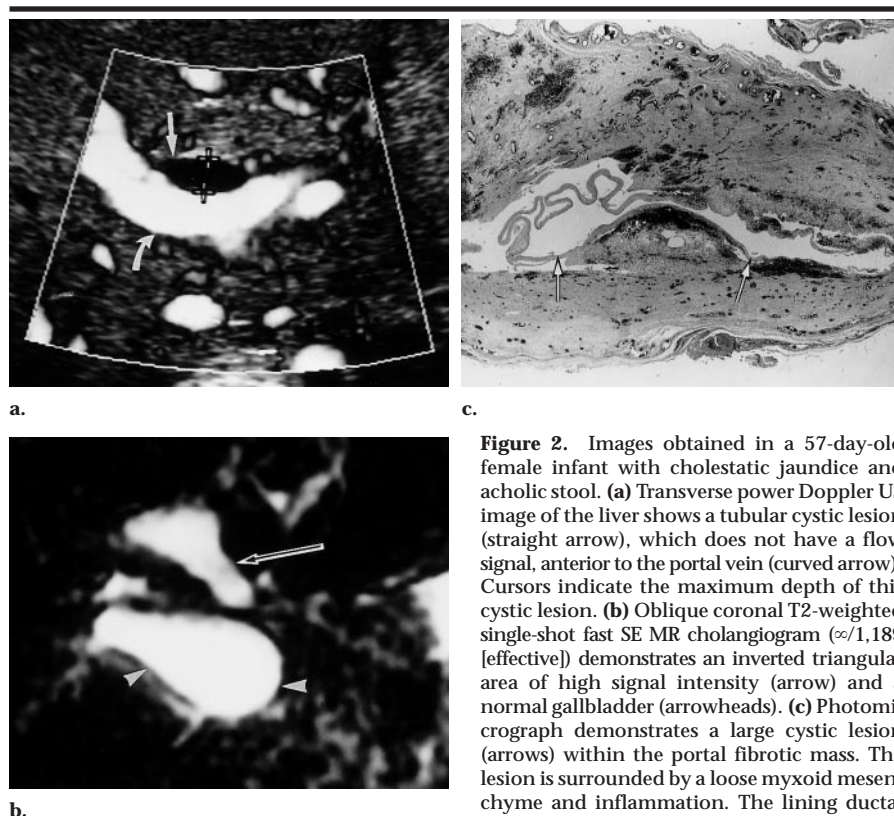 a.
c.
b.
Figure 2. Images obtained in a 57-day-old
female infant with cholestatic jaundice and
acholic stool. (a) Transverse power Doppler U
image of the liver shows a tubular cystic lesion
(straight arrow), which does not have a flow
signal, anterior to the portal vein (curved arrow)
Cursors indicate the maximum depth of thi
cystic lesion. (b) Oblique coronal T2-weighted
single-shot fast SE MR cholangiogram (∞/1,189
[effective]) demonstrates an inverted triangula
area of high signal intensity (arrow) and
normal gallbladder (arrowheads). (c) Photomi
crograph demonstrates a large cystic lesion
(arrows) within the portal fibrotic mass. Th
lesion is surrounded by a loose myxoid mesen
chyme and inflammation. The lining ducta